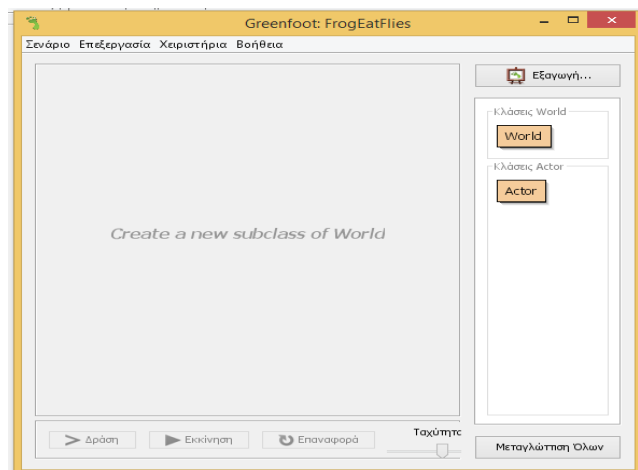 Greenfoot: FrogEatFlies
Σενάριο Επεξεργασία Χειριστήρια Βοήθεια
Εξαγωγή...
Κλάσεις World
World
Κλάσεις Actor
Actor
Create a new subclass of World
Δράση
Εκκίνηση
Επαναφορά
Ταχύτητα
Μεταγλώττιση Όλων